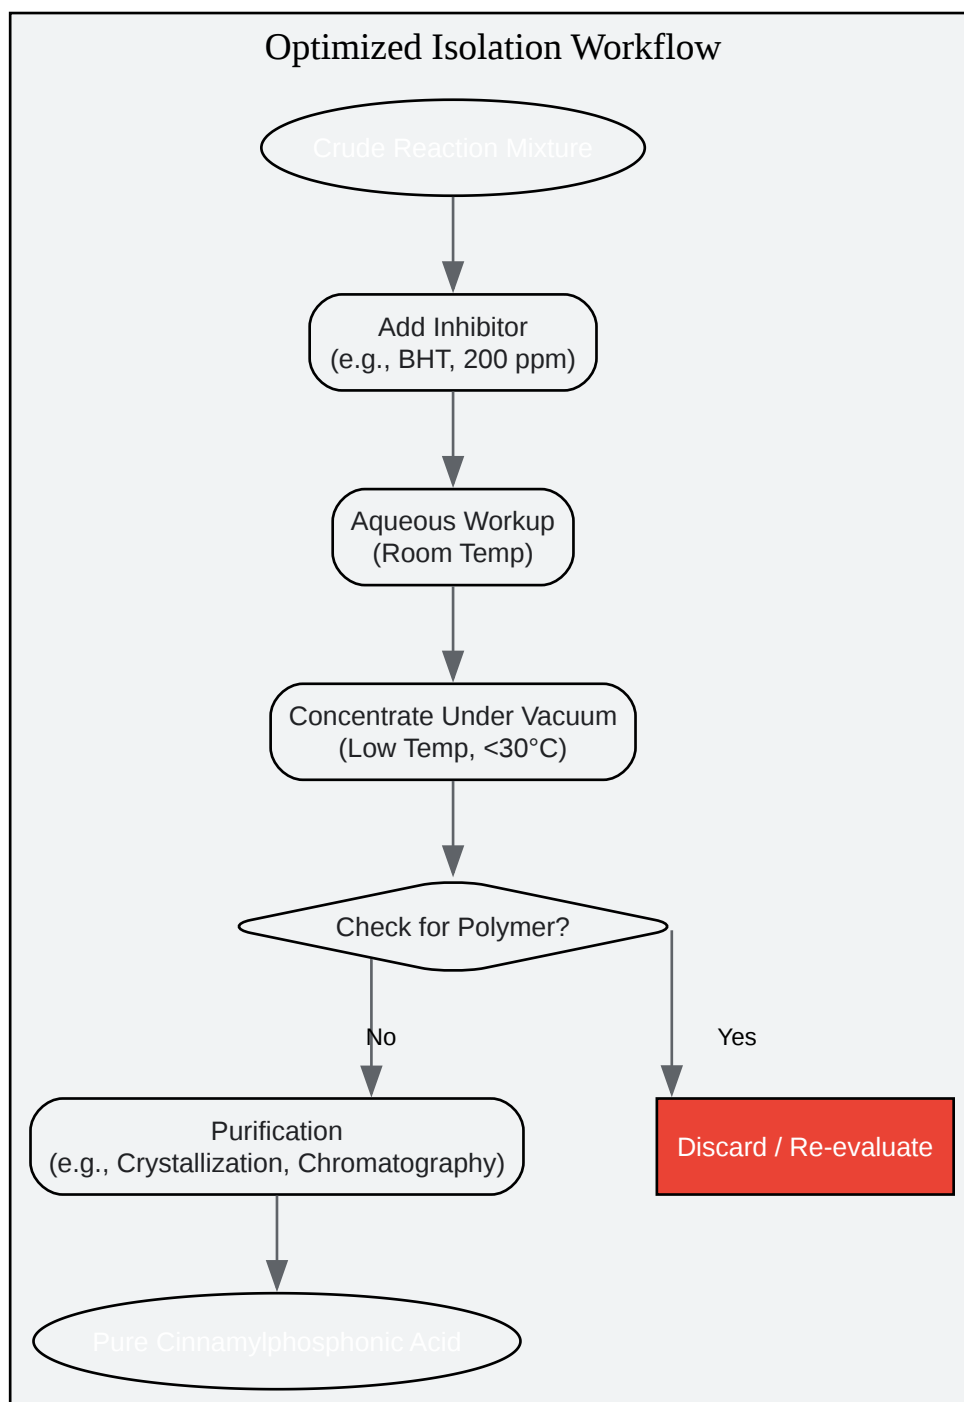 Optimized Isolation Workflow
Crude Reaction Mixture
Add Inhibitor
(e.g., BHT, 200 ppm)
Aqueous Workup
(Room Temp)
Concentrate Under Vacuum
(Low Temp, <30°C)
Check for Polymer?
No
Yes
Purification
(e.g., Crystallization, Chromatography)
Discard / Re-evaluate
Pure Cinnamylphosphonic Acid